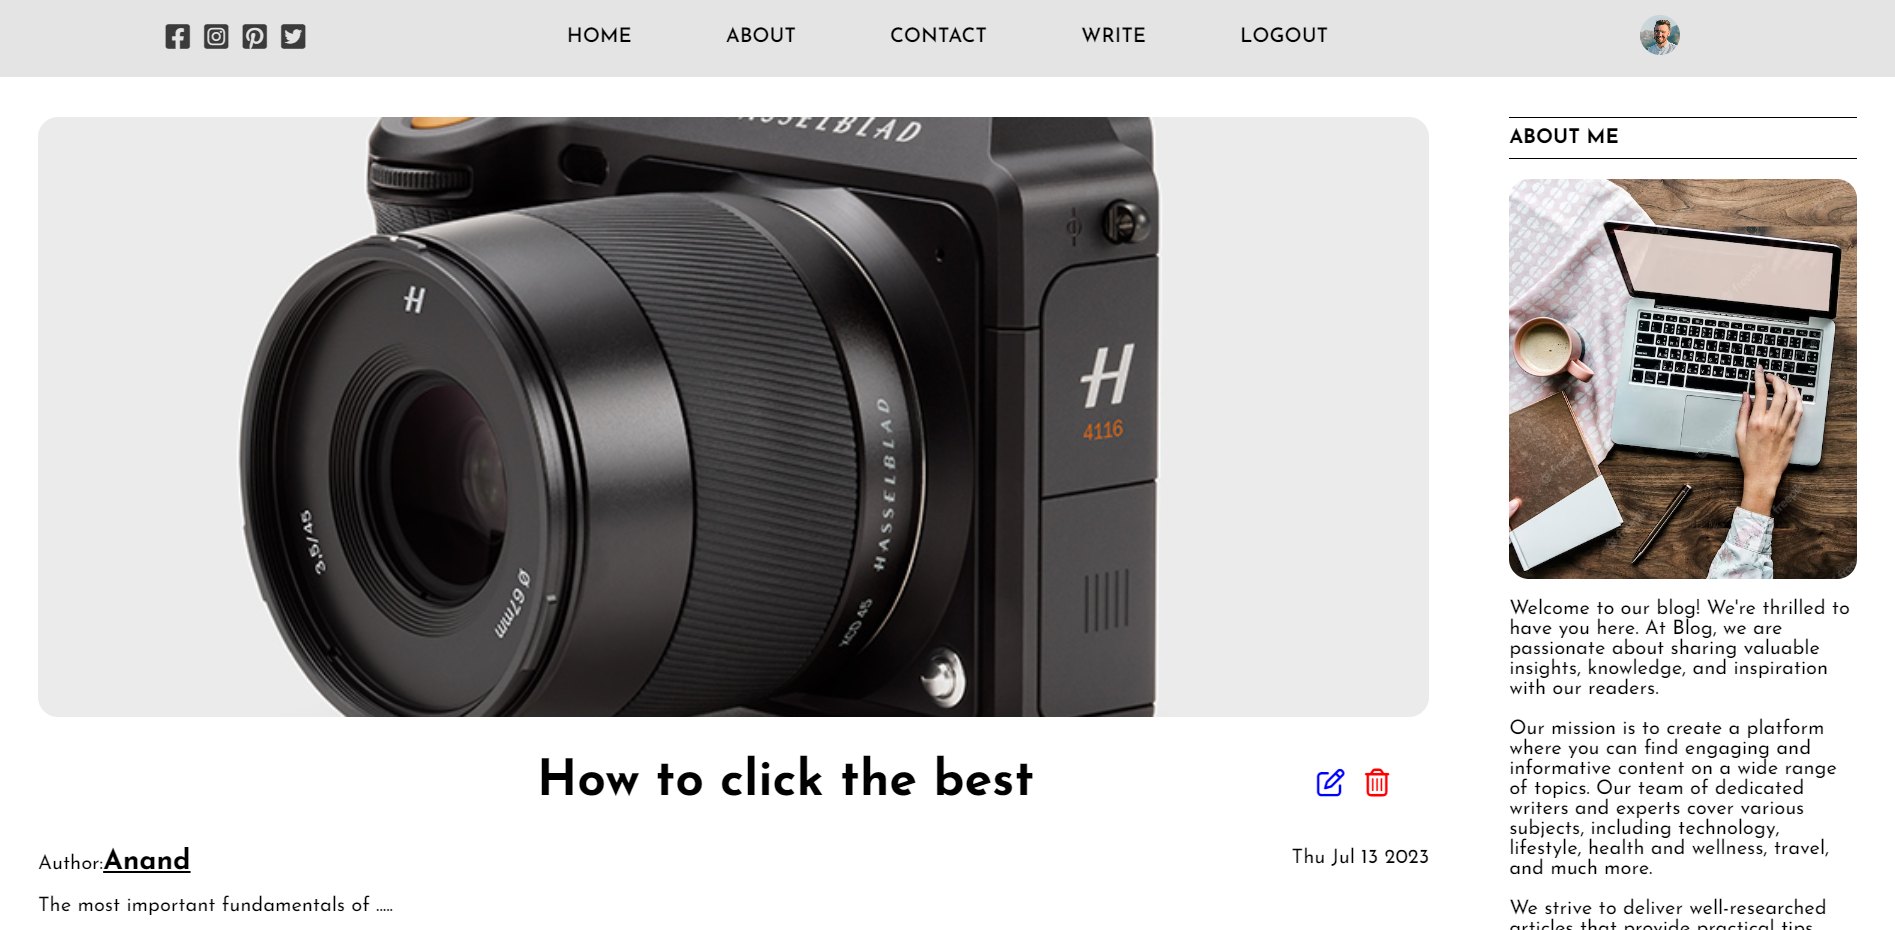 HOME ABOUT CONTACT WRITE LOGOUT
HASSELBLAD
H
H
4116
HASSELBLAD
XCD 45
3,5/45
Ø 67mm
How to click the best
Author:Anand
Thu Jul 13 2023
The most important fundamentals of .....
ABOUT ME
Welcome to our blog! We're thrilled to
have you here. At Blog, we are
passionate about sharing valuable
insights, knowledge, and inspiration
with our readers.
Our mission is to create a platform
where you can find engaging and
informative content on a wide range
of topics. Our team of dedicated
writers and experts cover various
subjects, including technology,
lifestyle, health and wellness, travel,
and much more.
We strive to deliver well-researched
articles that provide practical tips,